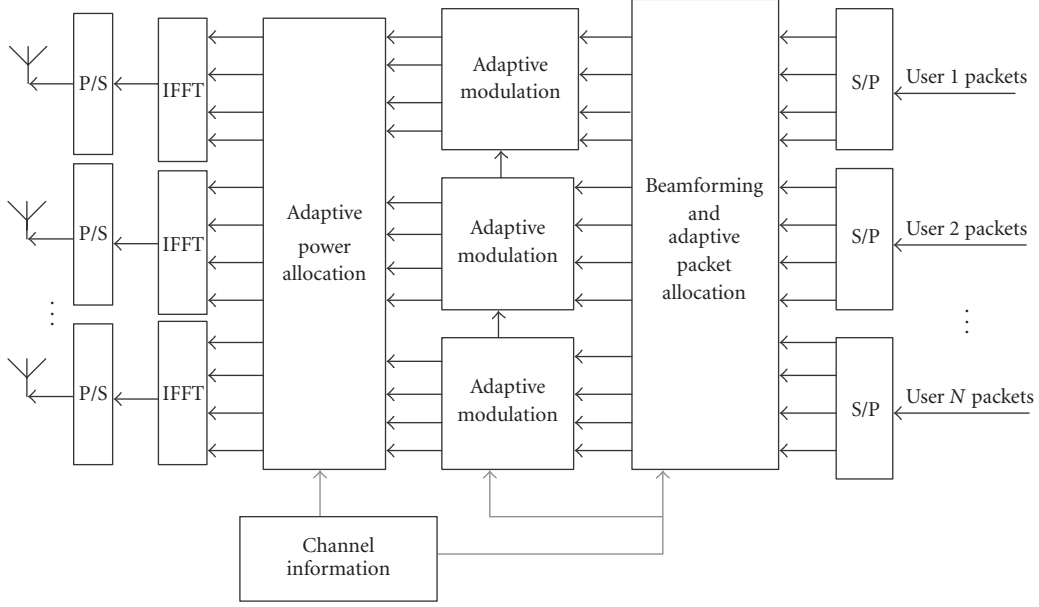 P/S
IFFT
Adaptive
power
allocation
Adaptive
modulation
Beamforming
and
adaptive
packet
allocation
S/P
User 1 packets
P/S
IFFT
Adaptive
modulation
S/P
User 2 packets
P/S
IFFT
Adaptive
modulation
S/P
User N packets
Channel
information